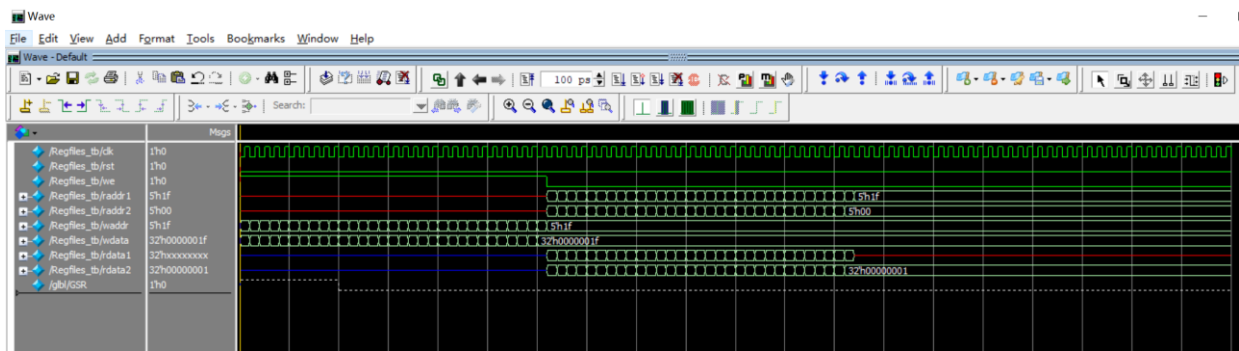 Wave
File Edit View Add Format Tools Bookmarks Window Help
Wave - Default
100 ps
Search:
Msgs
/Regfiles_tb/clk 1'h0
/Regfiles_tb/rst 1'h0
/Regfiles_tb/we 1'h0
/Regfiles_tb/raddr1 5'h1f 5'h1f
/Regfiles_tb/raddr2 5'h00 5'h00
/Regfiles_tb/waddr 5'h1f 5'h1f
/Regfiles_tb/wdata 32'h0000001f 32'h0000001f
/Regfiles_tb/rdata1 32'hxxxxxxxx
/Regfiles_tb/rdata2 32'h00000001 32'h00000001
/glbl/GSR 1'h0